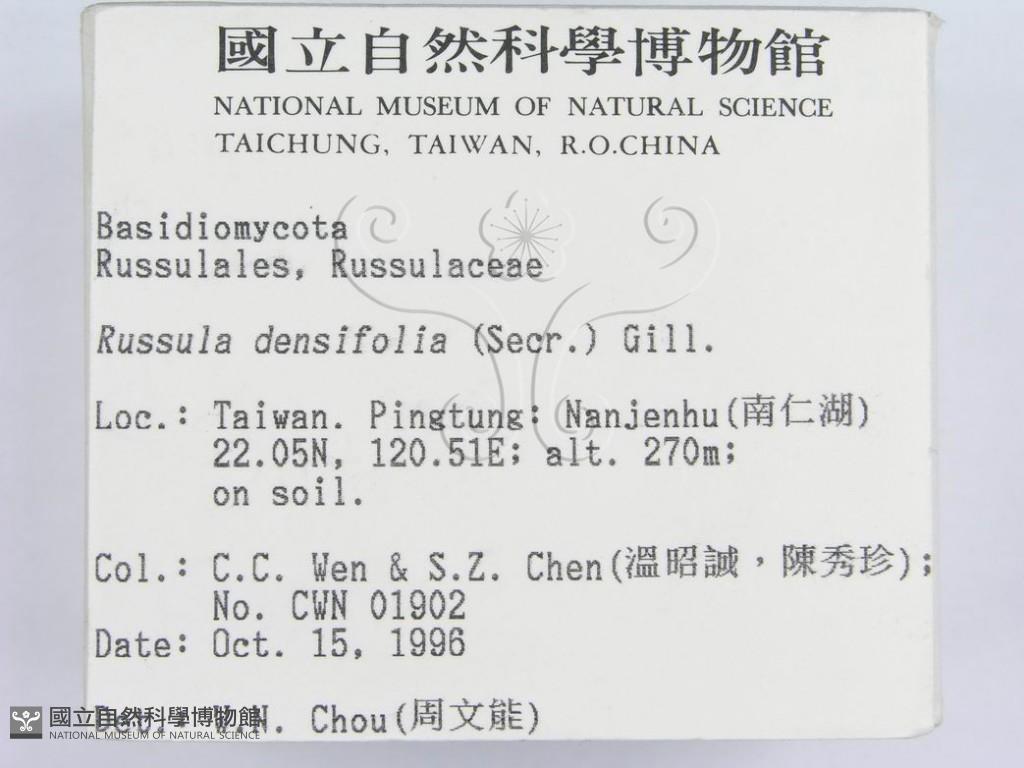 國立自然科學博物館
NATIONAL MUSEUM OF NATURAL SCIENCE
TAICHUNG, TAIWAN, R.O.CHINA
Basidiomycota
Russulales, Russulaceae
Russula densifolia (Secr.) Gill.
Loc.: Taiwan. Pingtung: Nanjenhu(南仁湖)
22.05N, 120.51E; alt. 270m;
on soil.
Col.: C.C. Wen & S.Z. Chen(溫昭誠，陳秀珍);
No. CWN 01902
Date: Oct. 15, 1996
Chou(周文能)
國立自然科學博物館
NATIONAL MUSEUM OF NATURAL SCIENCE